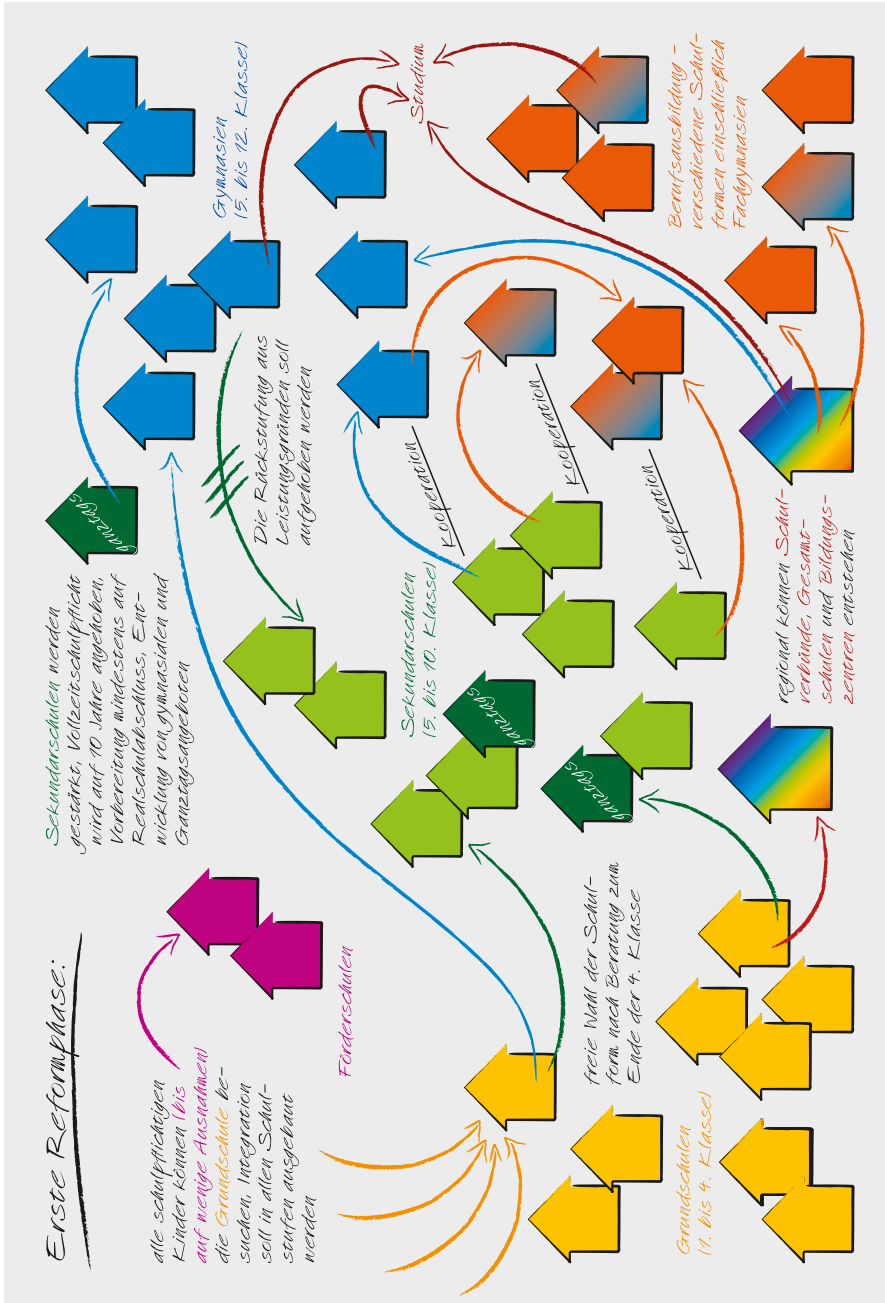 Erste Reformphase:
alle schulpflichtigen
Kinder können (bis
auf wenige Ausnahmen)
die Grundschule be-
suchen, Integration
soll in allen Schul-
stufen ausgebaut
werden
Förderschulen
Grundschulen
(1. bis 4. Klasse)
freie Wahl der Schul-
form nach Beratung zum
Ende der 4. Klasse
Sekundarschulen werden
gestärkt, Vollzeitschulpflicht
wird auf 10 Jahre angehoben,
Vorbereitung mindestens auf
Realschulabschluss, Ent-
wicklung von gymnasialen und
Ganztagsangeboten
ganztags
Die Rückstufung aus
Leistungsgründen soll
aufgehoben werden
Sekundarschulen
(5. bis 10. Klasse)
ganztags
ganztags
Kooperation
Kooperation
Kooperation
regional können Schul-
verbünde, Gesamt-
schulen und Bildungs-
zentren entstehen
Gymnasien
(5. bis 12. Klasse)
Studium
Berufsausbildung -
verschiedene Schul-
formen einschließlich
Fachgymnasien